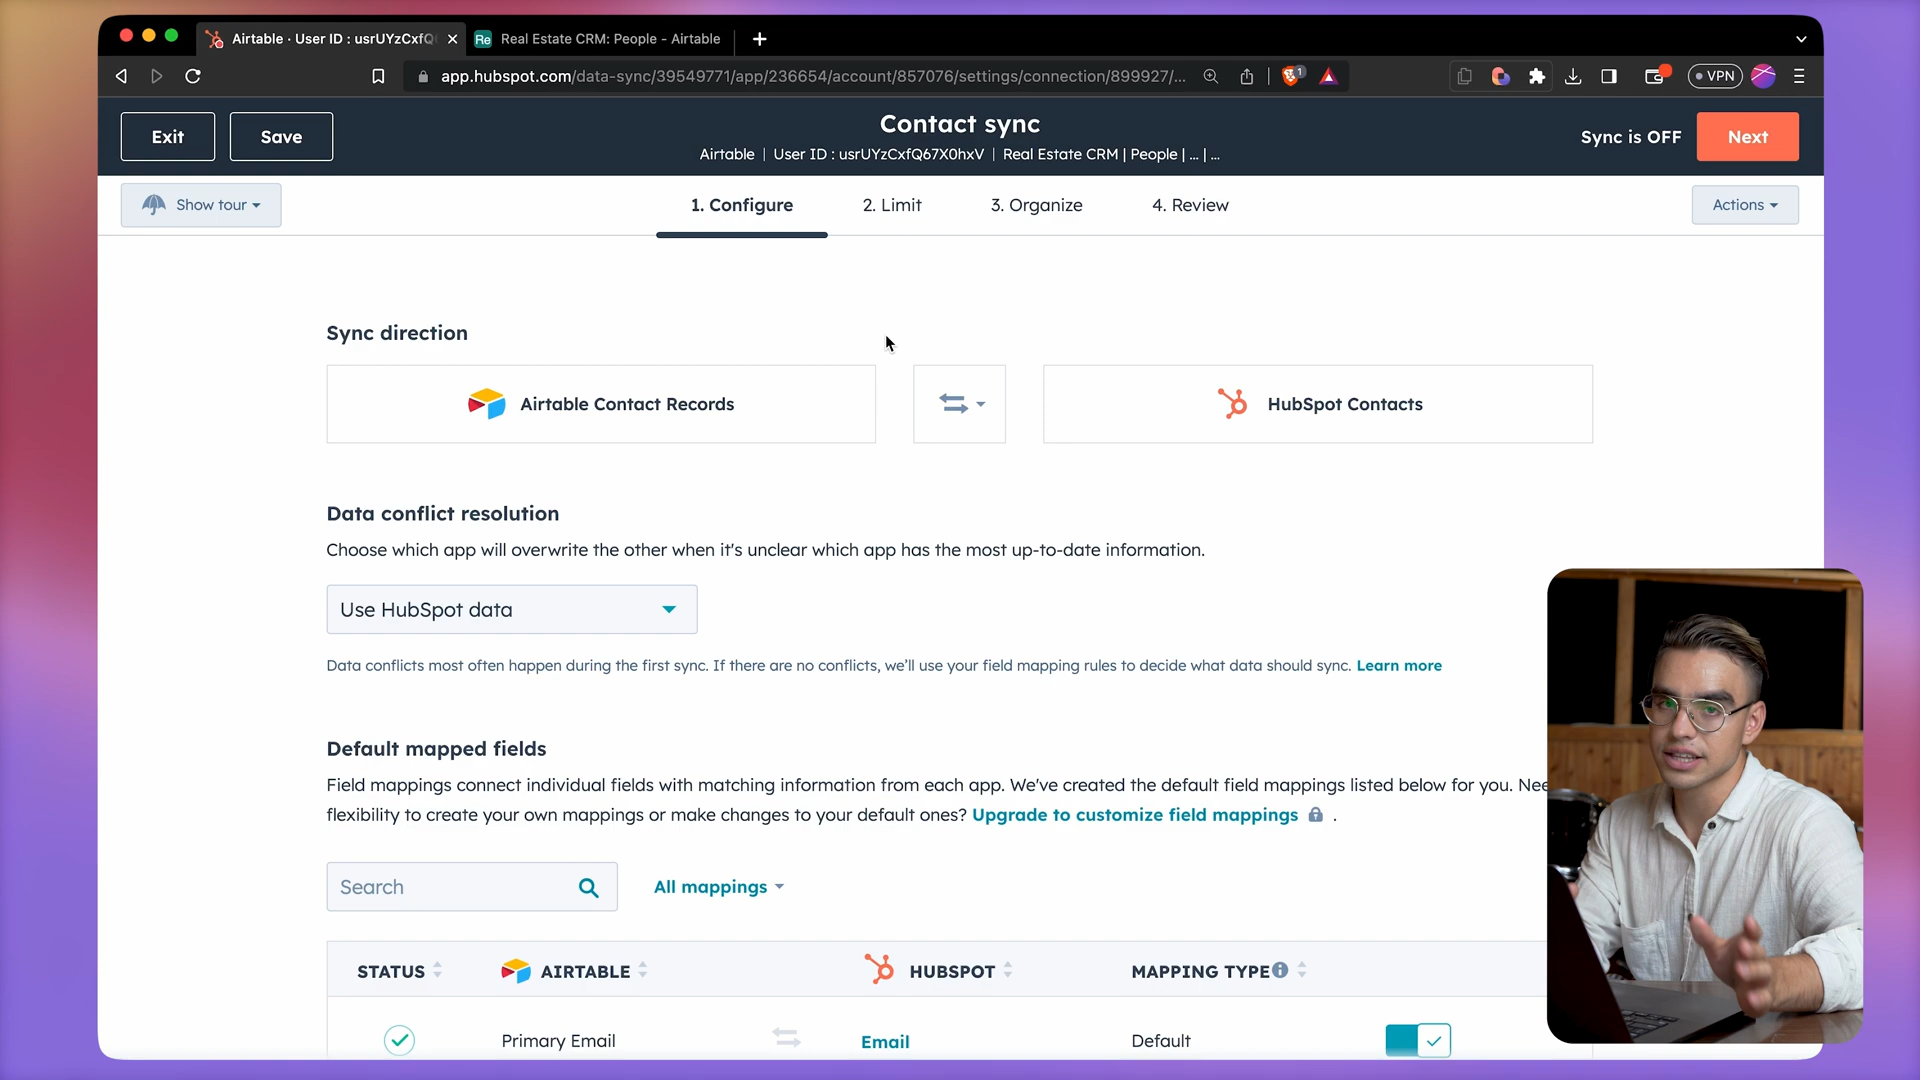 Airtable · User ID : usrUYzCxfQ
Re Real Estate CRM: People - Airtable
app.hubspot.com/data-sync/39549771/app/236654/account/857076/settings/connection/899927/...
1
VPN
Exit
Save
Contact sync
Airtable | User ID : usrUYzCxfQ67X0hxV | Real Estate CRM | People | ... | ...
Sync is OFF
Next
Show tour
1. Configure
2. Limit
3. Organize
4. Review
Actions
Sync direction
Airtable Contact Records
HubSpot Contacts
Data conflict resolution
Choose which app will overwrite the other when it's unclear which app has the most up-to-date information.
Use HubSpot data
Data conflicts most often happen during the first sync. If there are no conflicts, we'll use your field mapping rules to decide what data should sync. Learn more
Default mapped fields
Field mappings connect individual fields with matching information from each app. We've created the default field mappings listed below for you. Nee
flexibility to create your own mappings or make changes to your default ones? Upgrade to customize field mappings .
Search
All mappings
STATUS
AIRTABLE
HUBSPOT
MAPPING TYPE
Primary Email
Email
Default